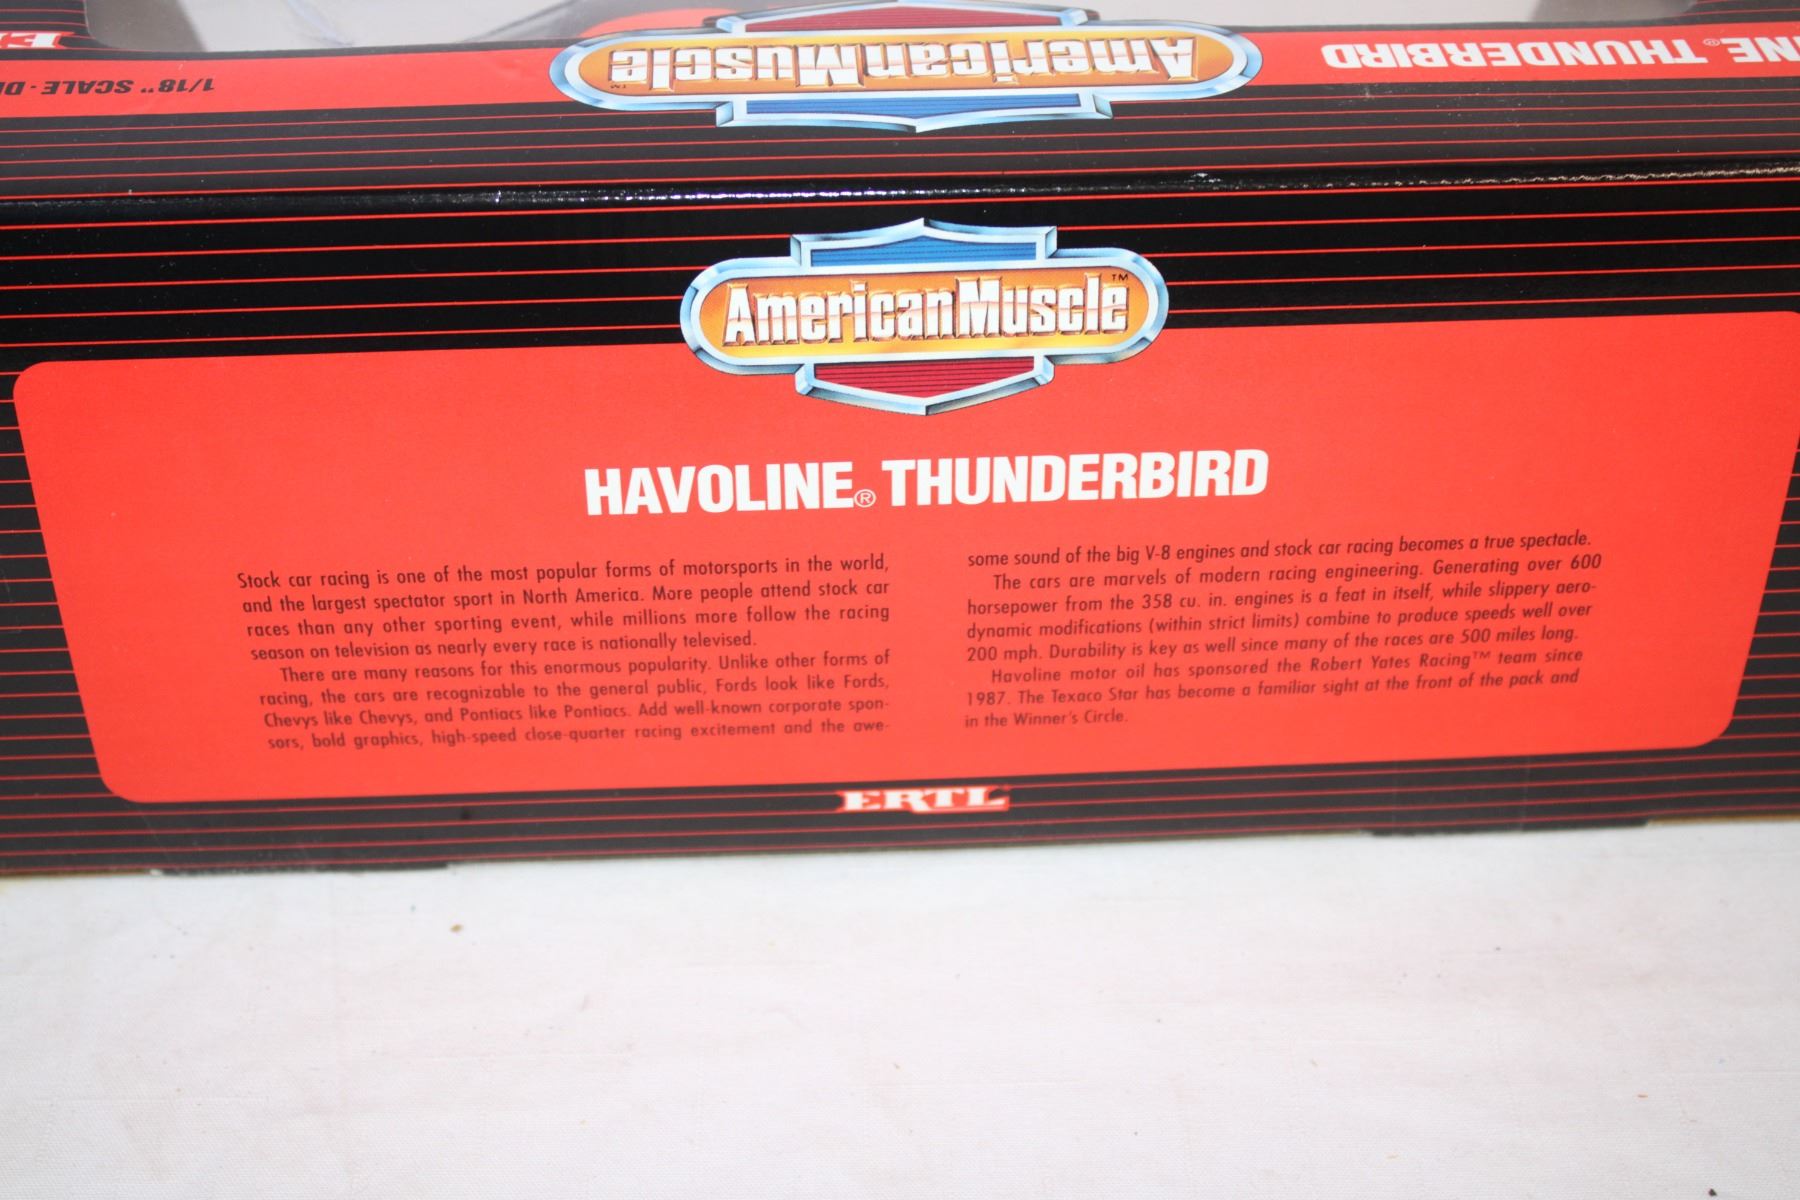 1/18" SCALE - DI
AmericanMuscle™
INE® THUNDERBIRD
AmericanMuscle™
HAVOLINE® THUNDERBIRD
Stock car racing is one of the most popular forms of motorsports in the world,
and the largest spectator sport in North America. More people attend stock car
races than any other sporting event, while millions more follow the racing
season on television as nearly every race is nationally televised.
There are many reasons for this enormous popularity. Unlike other forms of
racing, the cars are recognizable to the general public, Fords look like Fords,
Chevys like Chevys, and Pontiacs like Pontiacs. Add well-known corporate spon-
sors, bold graphics, high-speed close-quarter racing excitement and the awe-
some sound of the big V-8 engines and stock car racing becomes a true spectacle.
The cars are marvels of modern racing engineering. Generating over 600
horsepower from the 358 cu. in. engines is a feat in itself, while slippery aero-
dynamic modifications (within strict limits) combine to produce speeds well over
200 mph. Durability is key as well since many of the races are 500 miles long.
Havoline motor oil has sponsored the Robert Yates Racing™ team since
1987. The Texaco Star has become a familiar sight at the front of the pack and
in the Winner's Circle.
ERTL